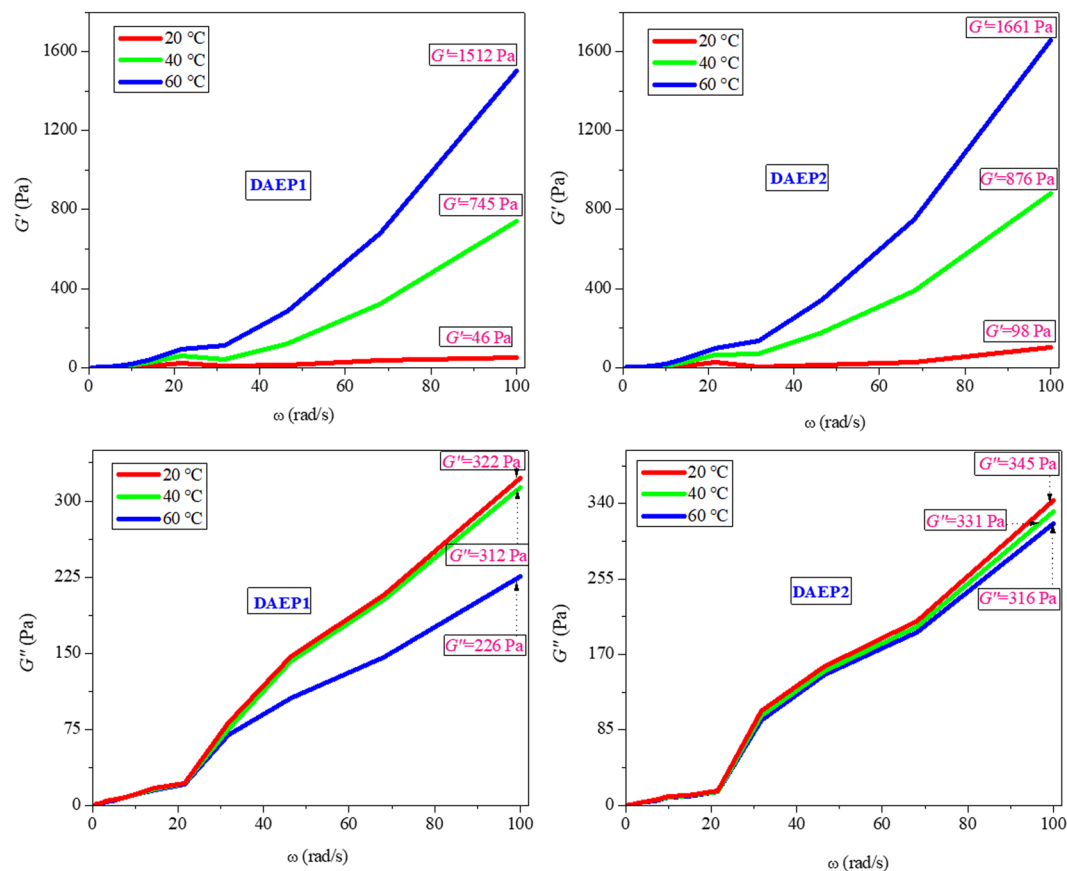 20 °C
40 °C
60 °C
G'=1512 Pa
DAEP1
G'=745 Pa
G'=46 Pa
G' (Pa)
1600
1200
800
400
0
0 20 40 60 80 100
ω (rad/s)
20 °C
40 °C
60 °C
G'=1661 Pa
DAEP2
G'=876 Pa
G'=98 Pa
G' (Pa)
1600
1200
800
400
0
0 20 40 60 80 100
ω (rad/s)
20 °C
40 °C
60 °C
G''=322 Pa
G''=312 Pa
DAEP1
G''=226 Pa
G'' (Pa)
300
225
150
75
0
0 20 40 60 80 100
ω (rad/s)
20 °C
40 °C
60 °C
G''=345 Pa
G''=331 Pa
DAEP2
G''=316 Pa
G'' (Pa)
340
255
170
85
0
0 20 40 60 80 100
ω (rad/s)